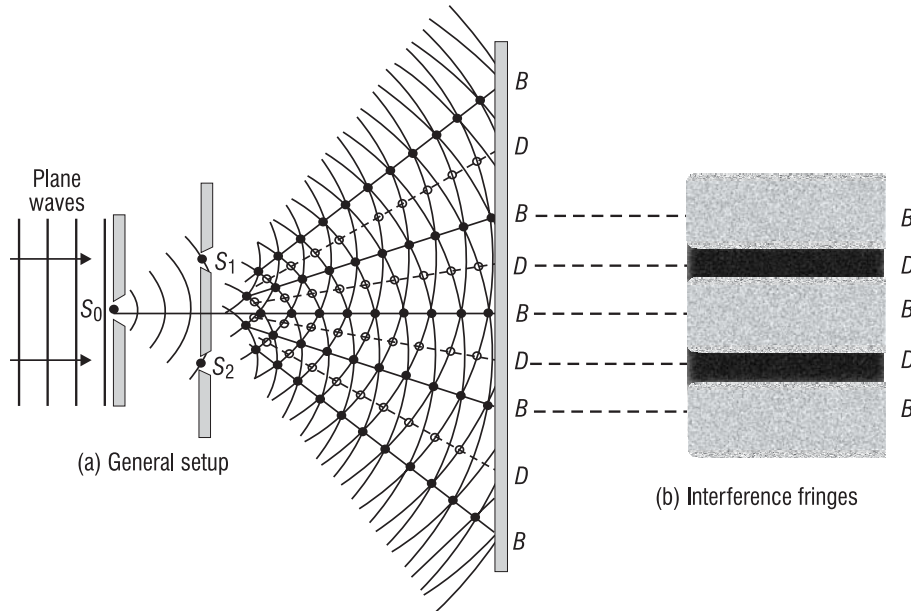 Plane
waves
S₀
S₁
S₂
(a) General setup
B
D
B
D
B
D
B
D
B
B
D
B
D
B
(b) Interference fringes